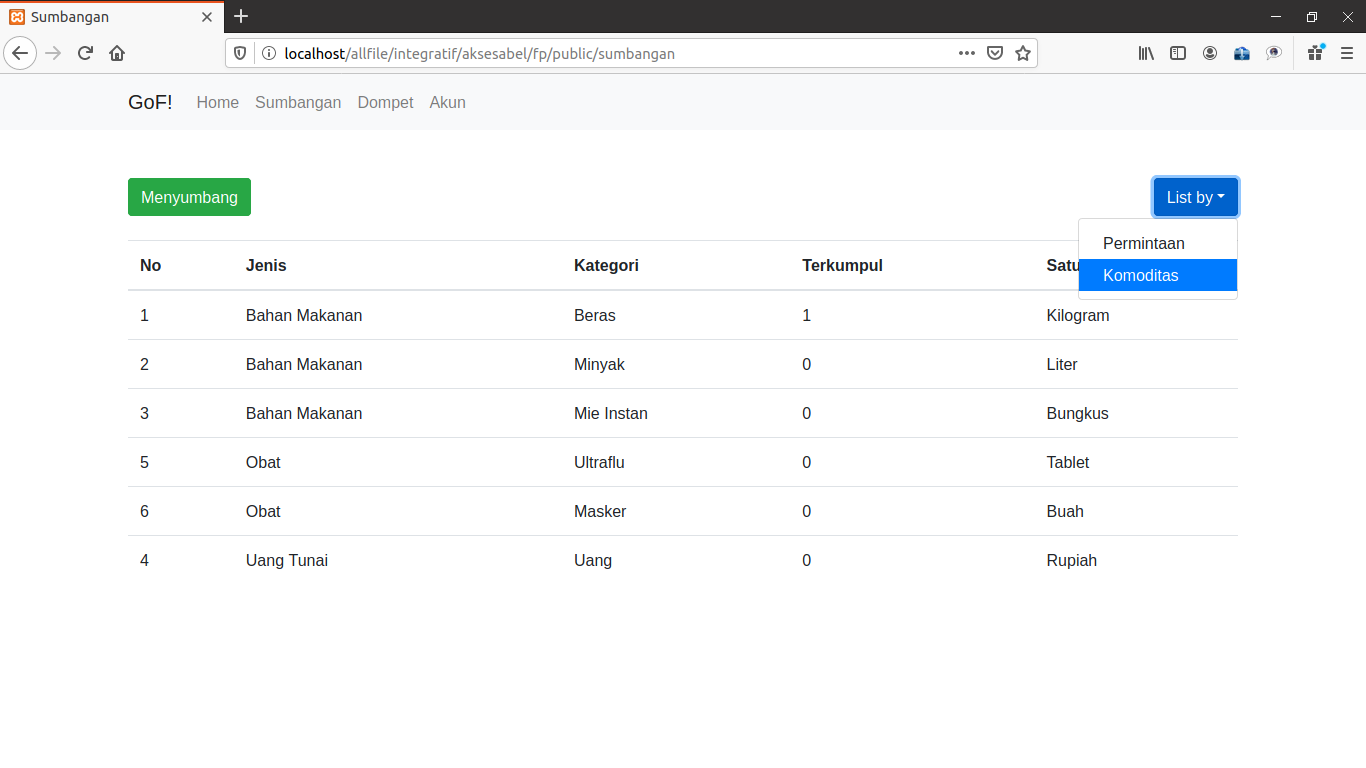 Sumbangan
localhost/allfile/integratif/aksesabel/fp/public/sumbangan
GoF! Home Sumbangan Dompet Akun
Menyumbang List by
Permintaan
Komoditas
No Jenis Kategori Terkumpul
1 Bahan Makanan Beras 1 Kilogram
2 Bahan Makanan Minyak 0 Liter
3 Bahan Makanan Mie Instan 0 Bungkus
5 Obat Ultraflu 0 Tablet
6 Obat Masker 0 Buah
4 Uang Tunai Uang 0 Rupiah